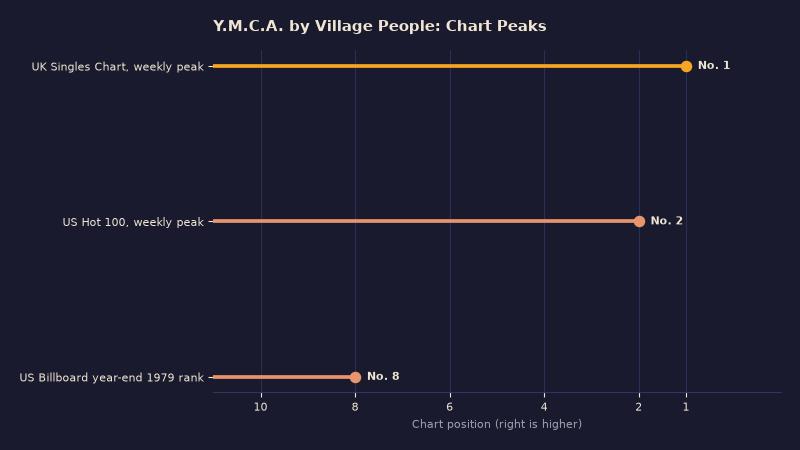 Y.M.C.A. by Village People: Chart Peaks
UK Singles Chart, weekly peak
No. 1
US Hot 100, weekly peak
No. 2
US Billboard year-end 1979 rank
No. 8
10 8 6 4 2 1
Chart position (right is higher)